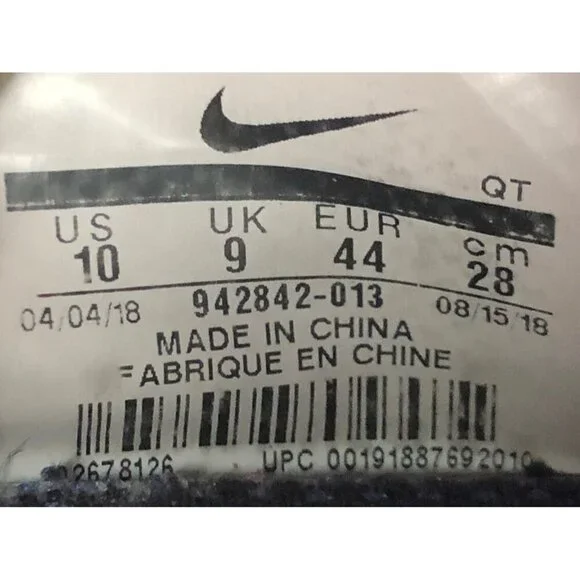 QT
US UK EUR cm
10 9 44 28
04/04/18 942842-013 08/15/18
MADE IN CHINA
FABRIQUE EN CHINE
UPC 00191887692010